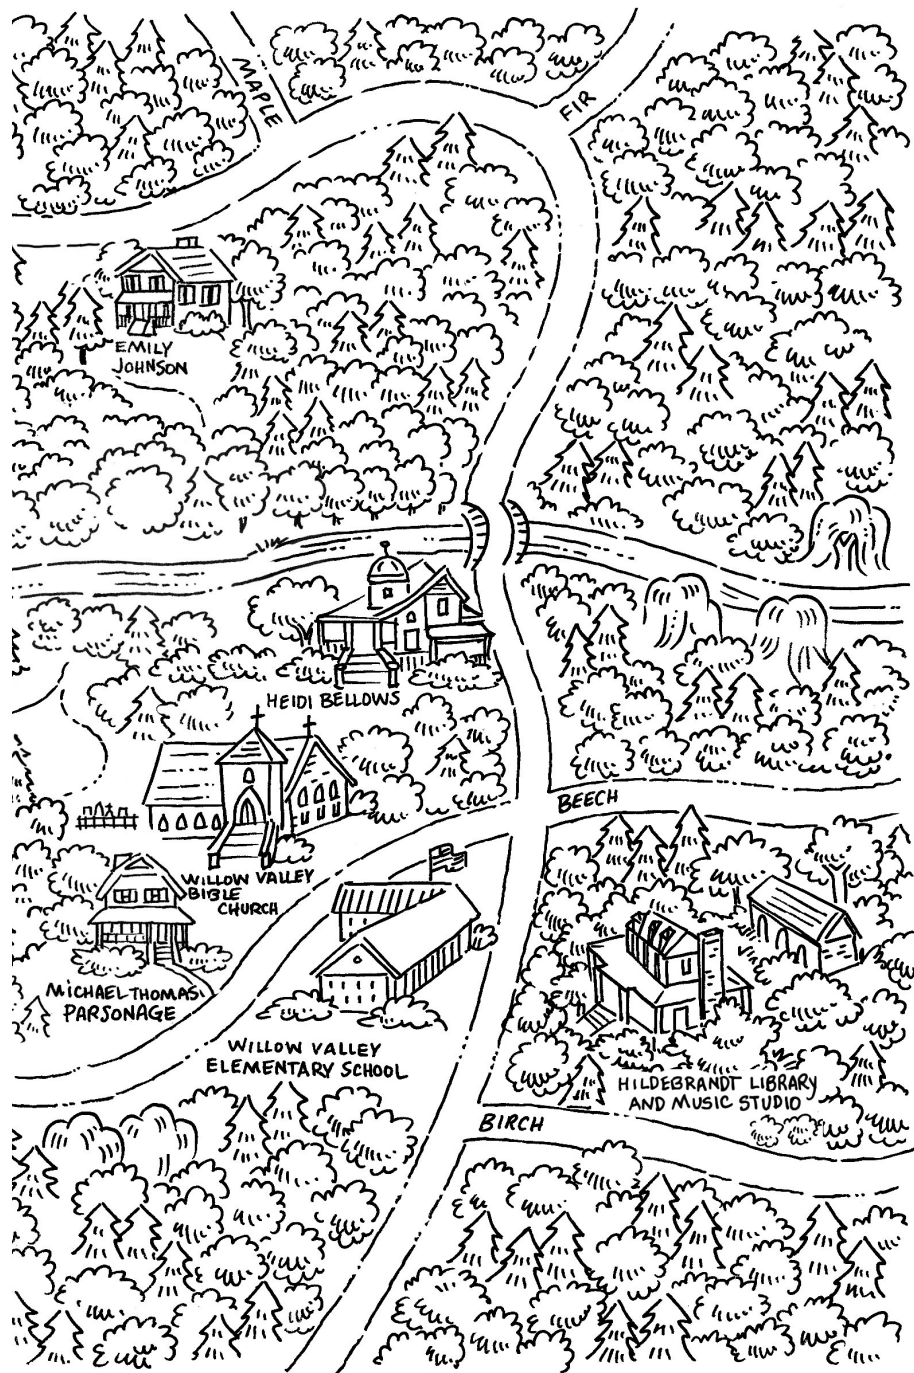 MAPLE
FIR
EMILY
JOHNSON
HEIDI BELLOWS
BEECH
WILLOW VALLEY
BIBLE
CHURCH
MICHAEL THOMAS
PARSONAGE
WILLOW VALLEY
ELEMENTARY SCHOOL
HILDEBRANDT LIBRARY
AND MUSIC STUDIO
BIRCH